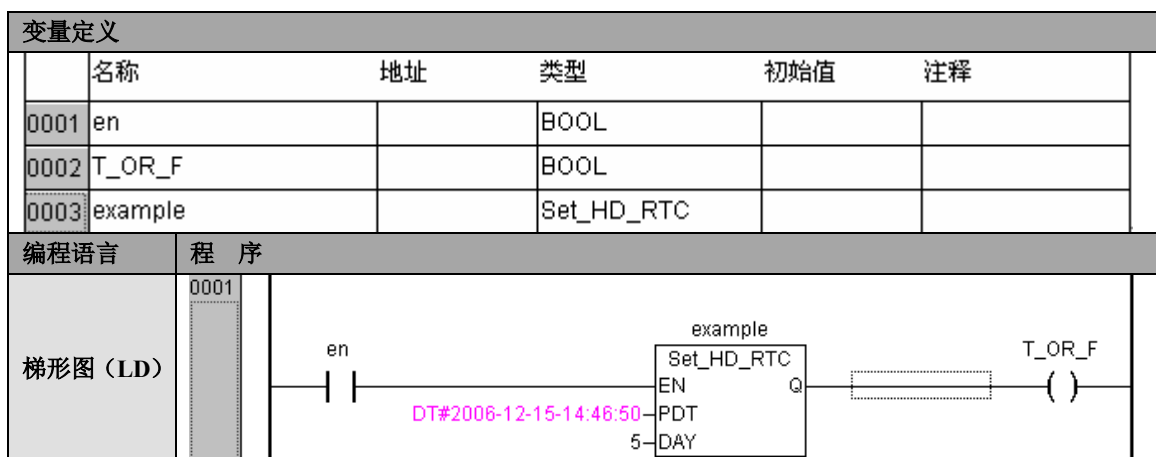 变量定义
名称 地址 类型 初始值 注释
0001 en BOOL
0002 T_OR_F BOOL
0003 example Set_HD_RTC
编程语言 程 序
0001
example
en Set_HD_RTC T_OR_F
梯形图（LD） EN Q
DT#2006-12-15-14:46:50 PDT
5 DAY